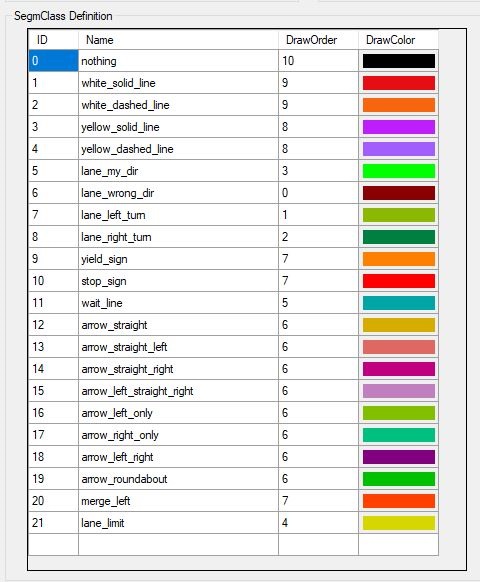 SegmClass Definition
ID Name DrawOrder DrawColor
0 nothing 10
1 white_solid_line 9
2 white_dashed_line 9
3 yellow_solid_line 8
4 yellow_dashed_line 8
5 lane_my_dir 3
6 lane_wrong_dir 0
7 lane_left_turn 1
8 lane_right_turn 2
9 yield_sign 7
10 stop_sign 7
11 wait_line 5
12 arrow_straight 6
13 arrow_straight_left 6
14 arrow_straight_right 6
15 arrow_left_straight_right 6
16 arrow_left_only 6
17 arrow_right_only 6
18 arrow_left_right 6
19 arrow_roundabout 6
20 merge_left 7
21 lane_limit 4